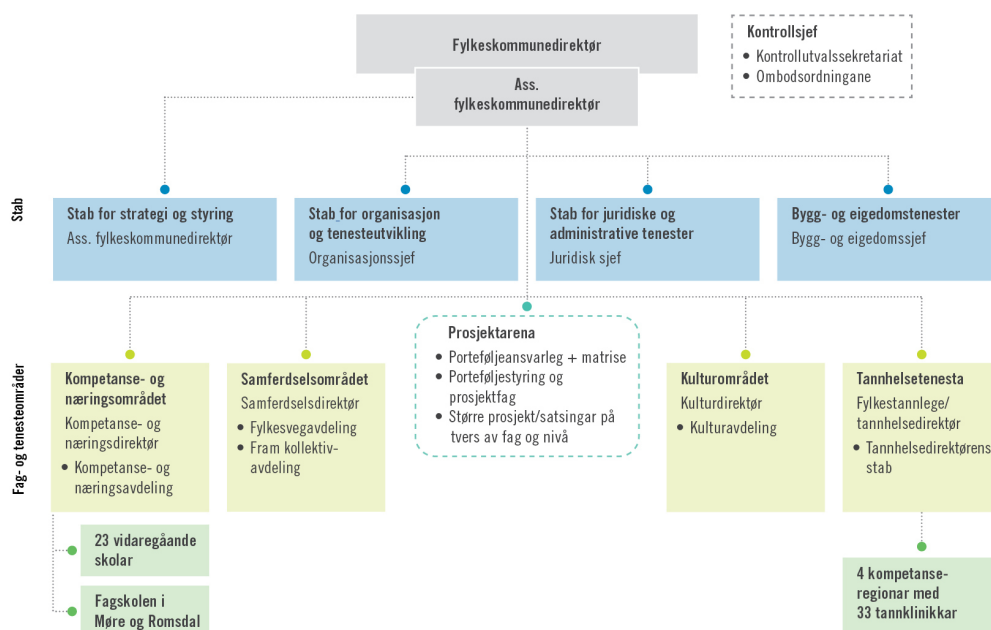 Fylkeskommunedirektør
Ass.
fylkeskommunedirektør
Kontrollsjef
• Kontrollutvalssekretariat
• Ombodsordningane
Stab
Stab for strategi og styring
Ass. fylkeskommunedirektør
Stab for organisasjon
og tenesteutvikling
Organisasjonssjef
Stab for juridiske og
administrative tenester
Juridisk sjef
Bygg- og eigedomstenester
Bygg- og eigedomssjef
Fag- og tenesteområder
Kompetanse- og
næringsområdet
Kompetanse- og
næringsdirektør
• Kompetanse- og
næringsavdeling
23 vidaregåande
skolar
Fagskolen i
Møre og Romsdal
Samferdselsområdet
Samferdselsdirektør
• Fylkesvegavdeling
• Fram kollektiv-
avdeling
Prosjektarena
• Porteføljeansvarleg + matrise
• Porteføljestyring og
prosjektfag
• Større prosjekt/satsingar på
tvers av fag og nivå
Kulturområdet
Kulturdirektør
• Kulturavdeling
Tannhelsetenesta
Fylkestannlege/
tannhelsedirektør
• Tannhelsedirektørens
stab
4 kompetanse-
regionar med
33 tannklinikkar